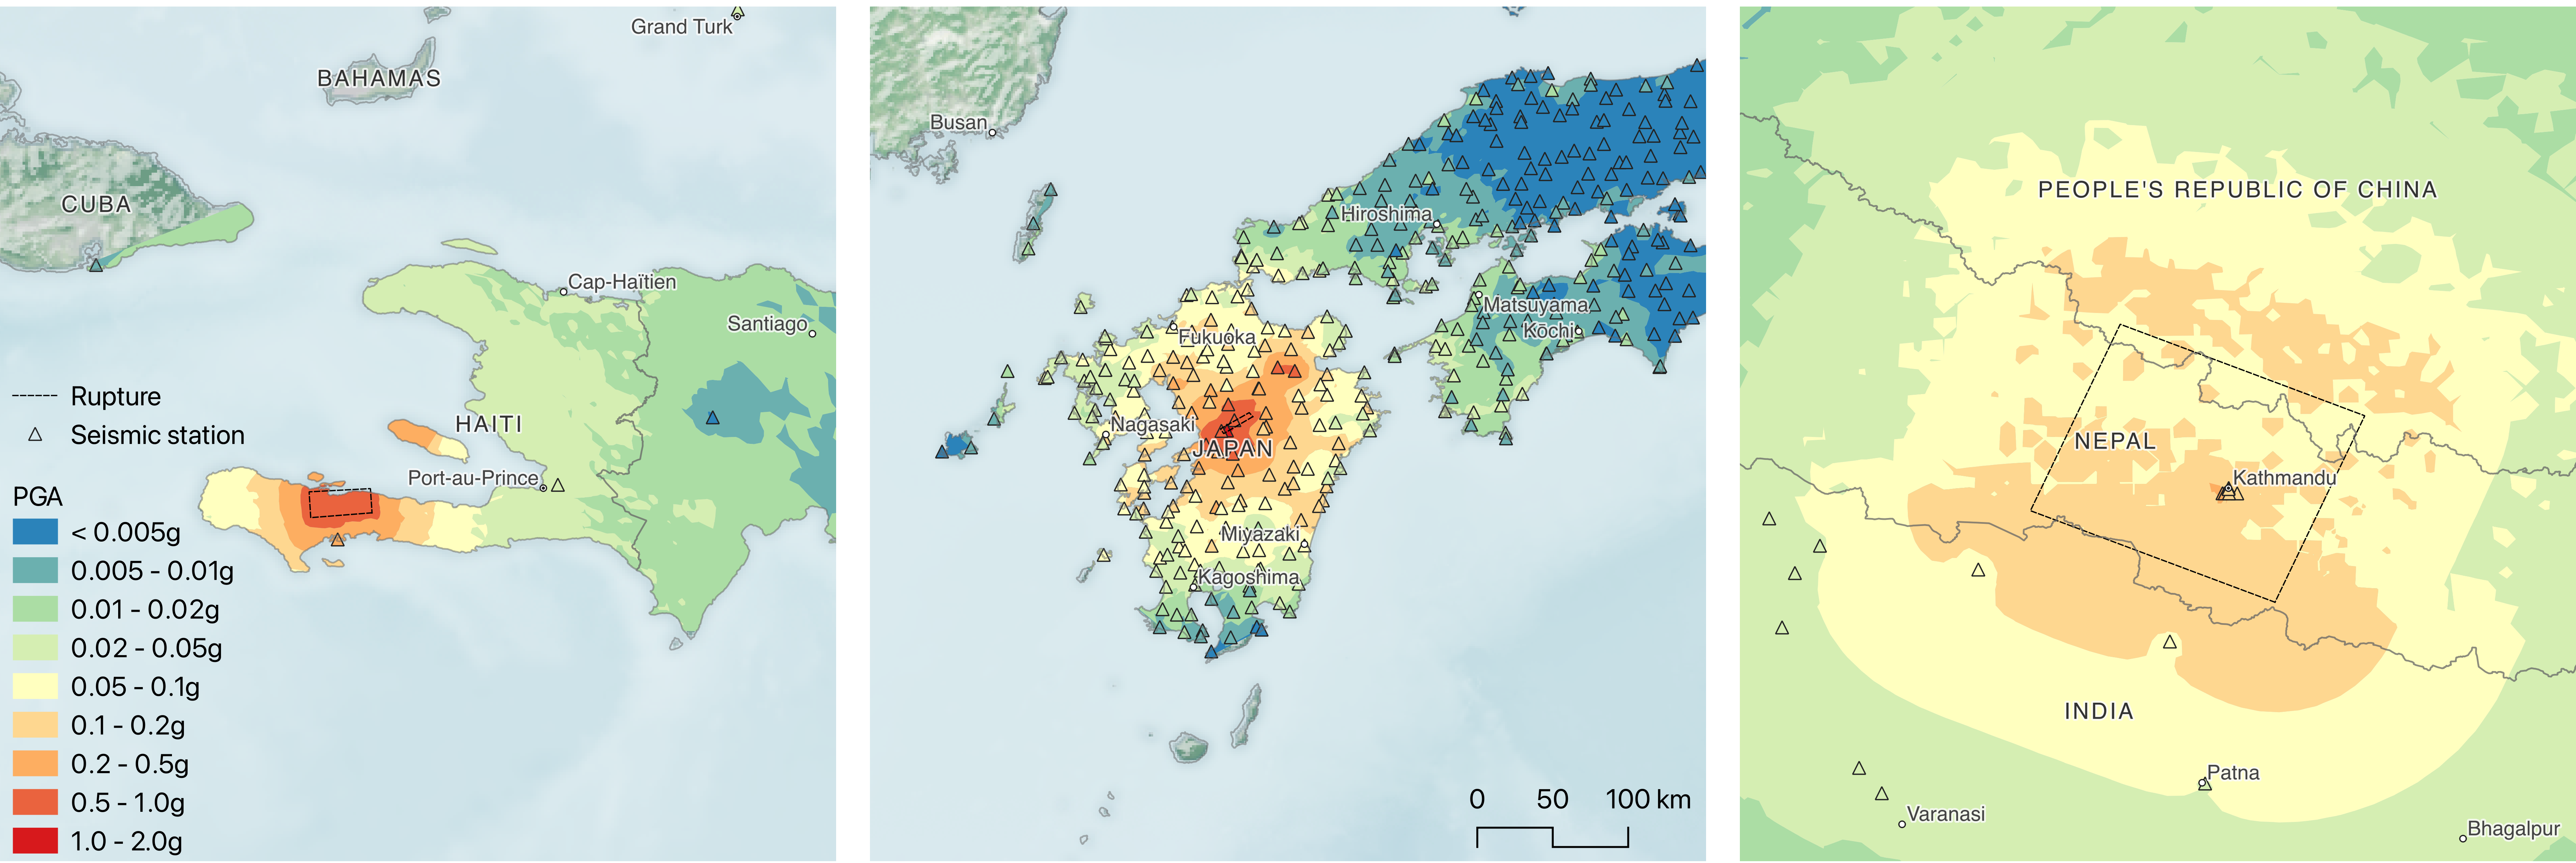 Grand Turk
BAHAMAS
CUBA
Cap-Haïtien
Santiago
Rupture
Seismic station
HAITI
Port-au-Prince
PGA
< 0.005g
0.005 - 0.01g
0.01 - 0.02g
0.02 - 0.05g
0.05 - 0.1g
0.1 - 0.2g
0.2 - 0.5g
0.5 - 1.0g
1.0 - 2.0g
Busan
Hiroshima
Matsuyama
Kōchi
Fukuoka
Nagasaki
JAPAN
Miyazaki
Kagoshima
0 50 100 km
PEOPLE'S REPUBLIC OF CHINA
NEPAL
Kathmandu
INDIA
Patna
Varanasi
Bhagalpur